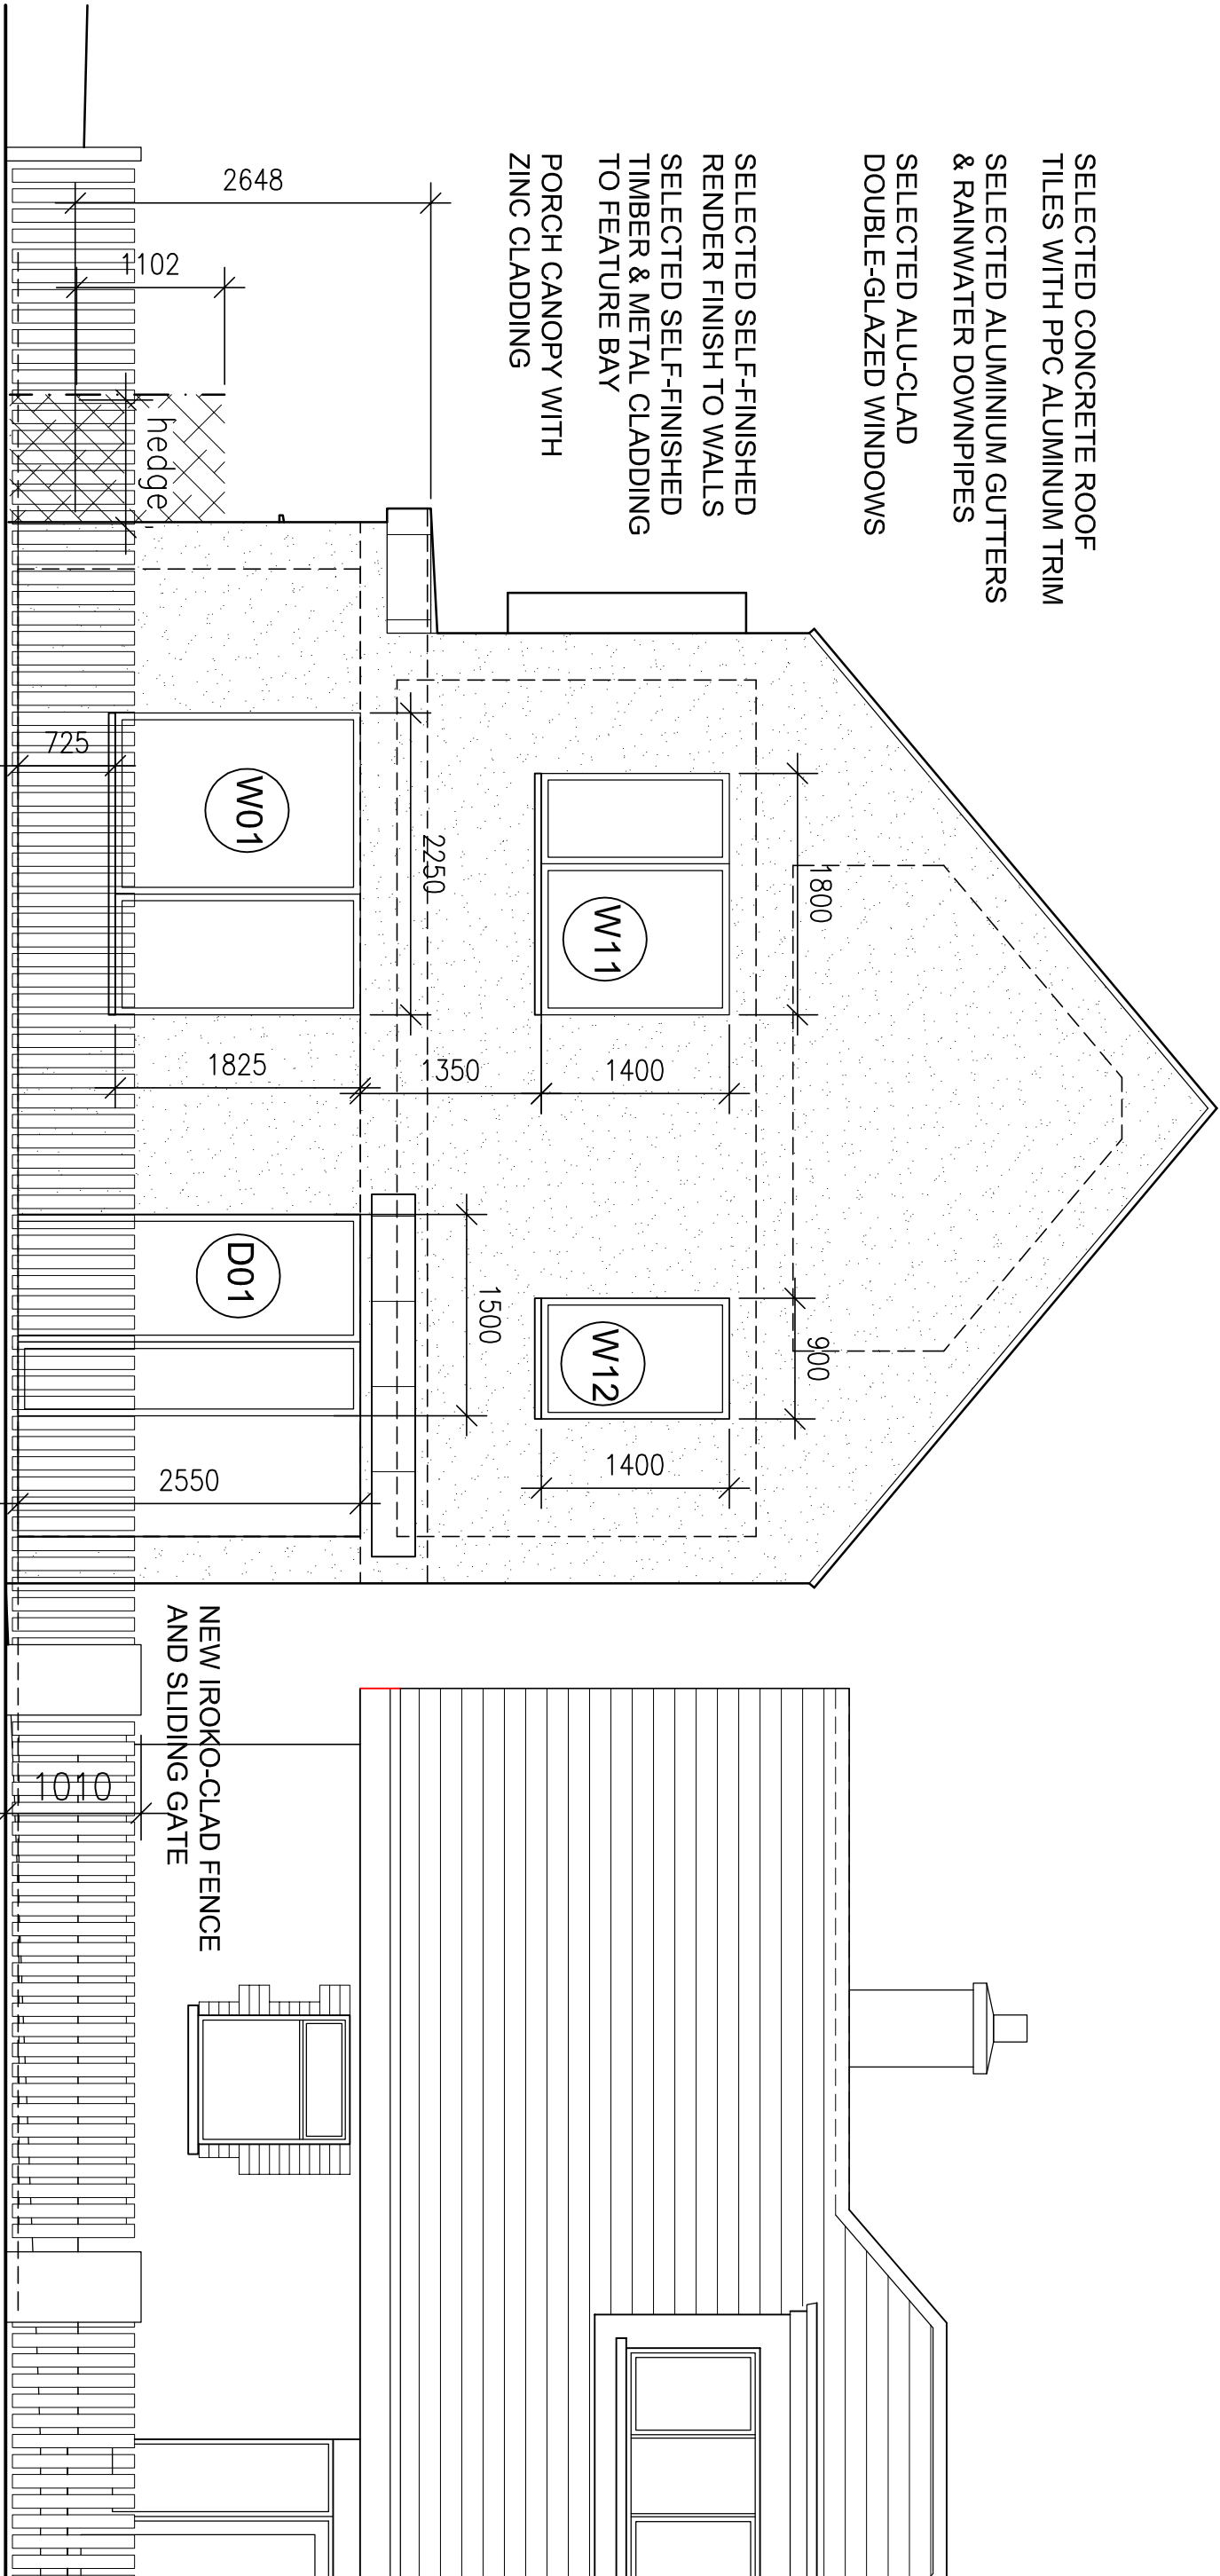 SELECTED CONCRETE ROOF
TILES WITH PPC ALUMINUM TRIM
SELECTED ALUMINIUM GUTTERS
& RAINWATER DOWNPIPES
SELECTED ALU-CLAD
DOUBLE-GLAZED WINDOWS
SELECTED SELF-FINISHED
RENDER FINISH TO WALLS
SELECTED SELF-FINISHED
TIMBER & METAL CLADDING
TO FEATURE BAY
PORCH CANOPY WITH
ZINC CLADDING
2648
1102
hedge
725
W01
2250
W11
1800
1825
1350
1400
D01
1500
W12
900
1400
2550
NEW IROKO-CLAD FENCE
AND SLIDING GATE
1010